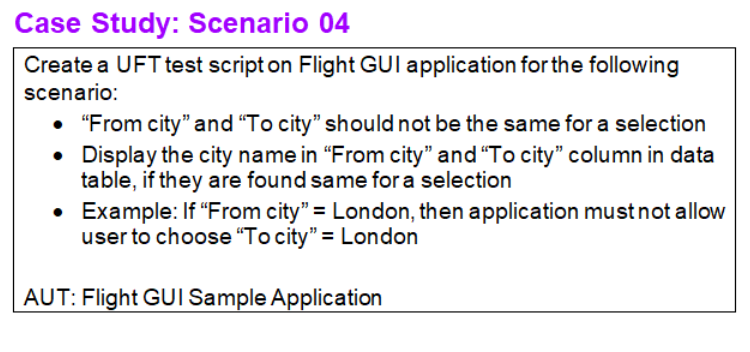 Case Study: Scenario 04
Create a UFT test script on Flight GUI application for the following
scenario:
• “From city” and “To city” should not be the same for a selection
• Display the city name in “From city” and “To city” column in data
table, if they are found same for a selection
• Example: If “From city” = London, then application must not allow
user to choose “To city” = London
AUT: Flight GUI Sample Application